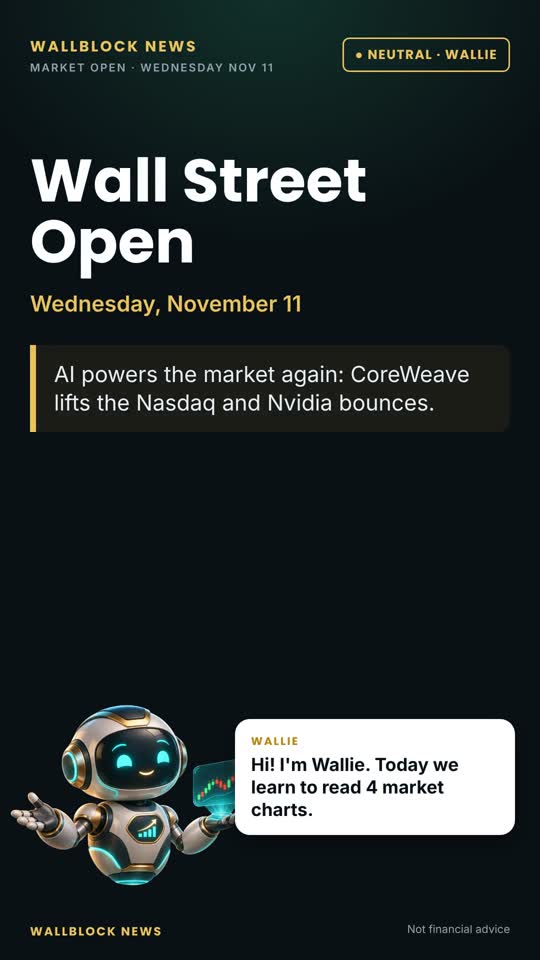 WALLBLOCK NEWS
MARKET OPEN · WEDNESDAY NOV 11
● NEUTRAL · WALLIE
Wall Street
Open
Wednesday, November 11
AI powers the market again: CoreWeave
lifts the Nasdaq and Nvidia bounces.
WALLIE
Hi! I'm Wallie. Today we
learn to read 4 market
charts.
WALLBLOCK NEWS
Not financial advice